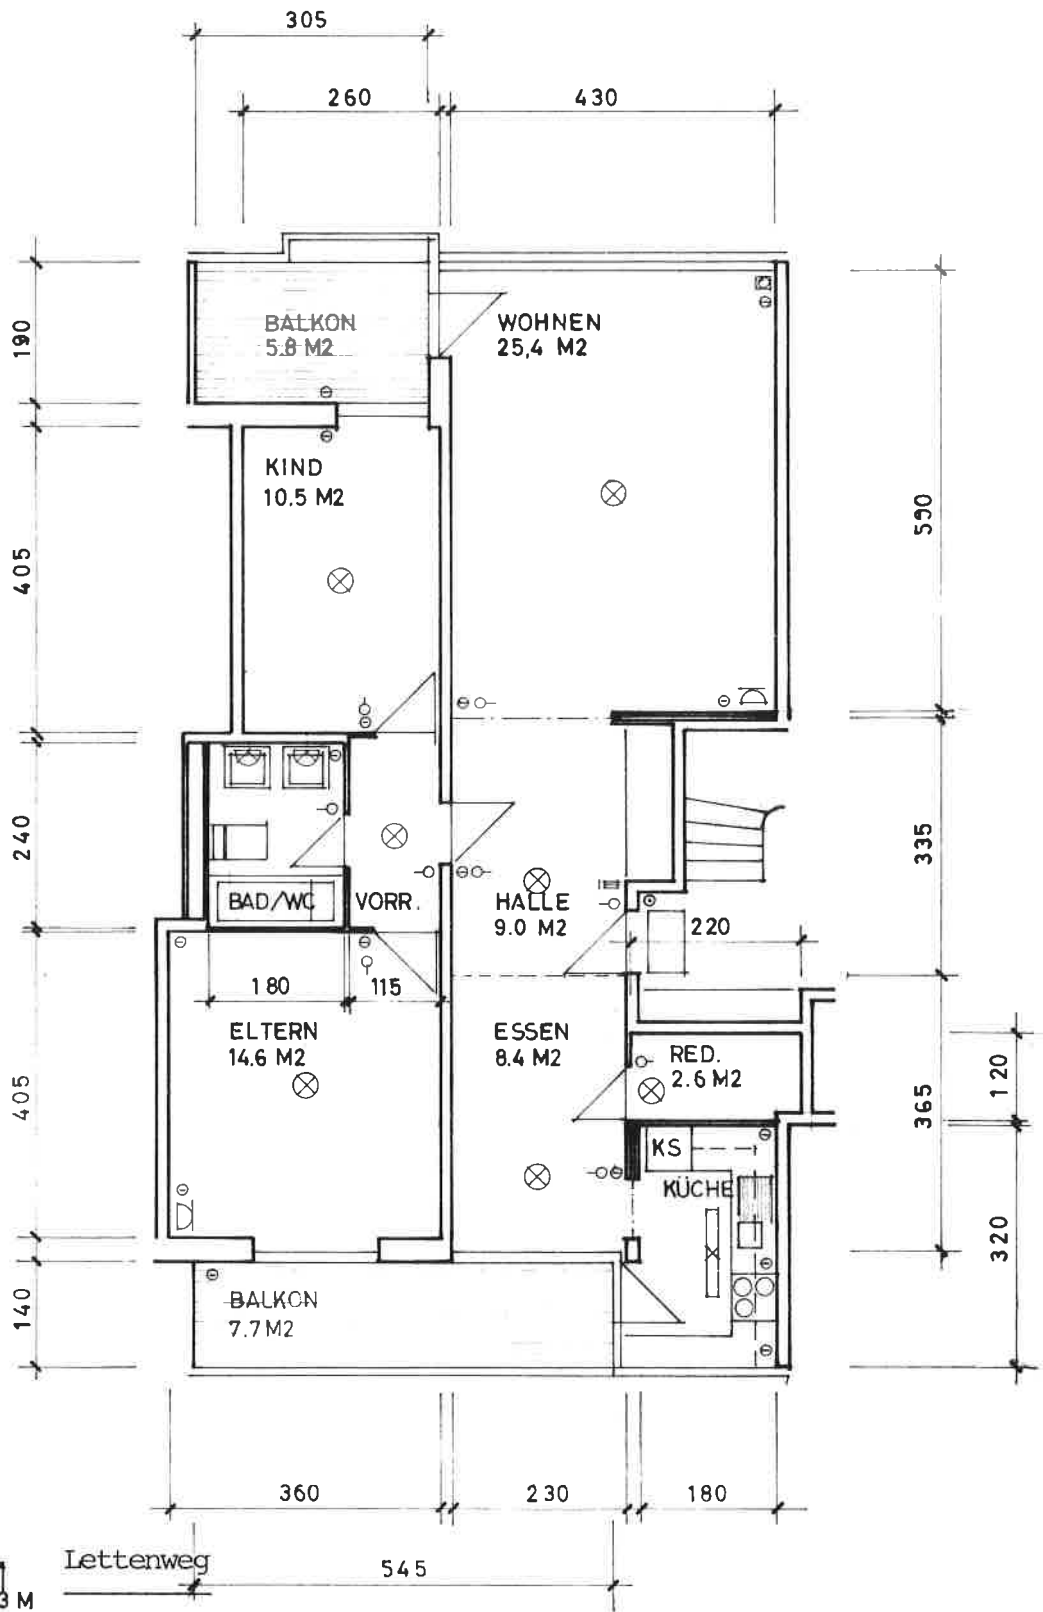 305
260
430
190
BALKON
5.8 M2
WOHNEN
25,4 M2
KIND
10.5 M2
405
590
240
335
BAD/WC
VORR.
HALLE
9.0 M2
220
180
115
ELTERN
14.6 M2
ESSEN
8.4 M2
RED.
2.6 M2
405
365
120
KS
KÜCHE
320
140
BALKON
7.7 M2
360
230
180
Lettenweg
545
3 M